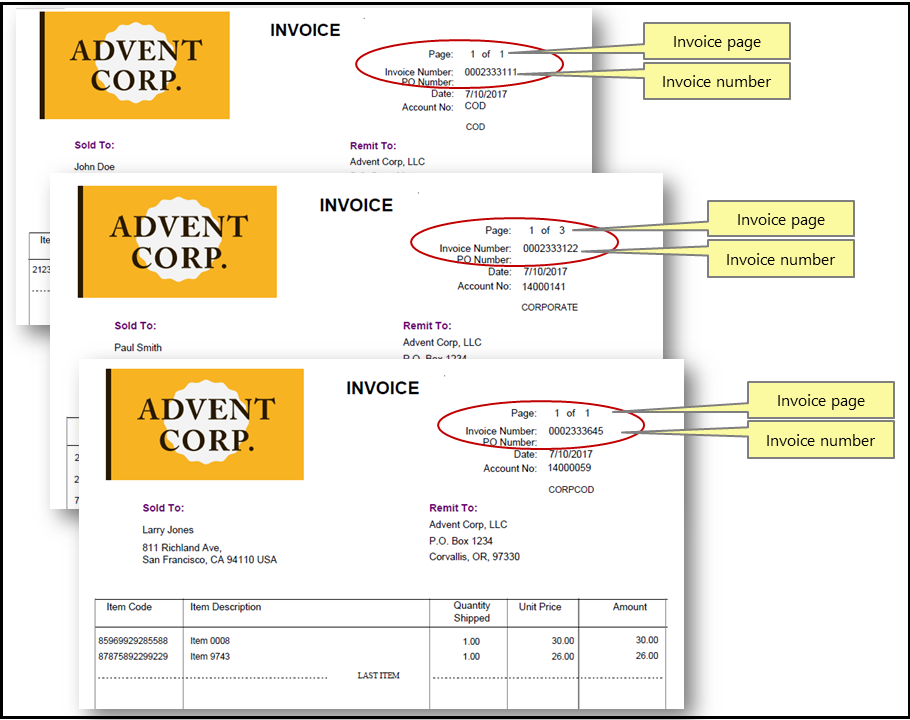 ADVENT
CORP.
INVOICE
Page: 1 of 1
Invoice Number: 0002333111
PO Number:
Date: 7/10/2017
Account No: COD
COD
Invoice page
Invoice number
Sold To:
John Doe
Remit To:
Advent Corp, LLC
Ite
2123
ADVENT
CORP.
INVOICE
Page: 1 of 3
Invoice Number: 0002333122
PO Number:
Date: 7/10/2017
Account No: 14000141
CORPORATE
Invoice page
Invoice number
Sold To:
Paul Smith
Remit To:
Advent Corp, LLC
P.O. Box 1234
2
2
7
ADVENT
CORP.
INVOICE
Page: 1 of 1
Invoice Number: 0002333645
PO Number:
Date: 7/10/2017
Account No: 14000059
CORPCOD
Invoice page
Invoice number
Sold To:
Larry Jones
811 Richland Ave,
San Francisco, CA 94110 USA
Remit To:
Advent Corp, LLC
P.O. Box 1234
Corvallis, OR, 97330
Item Code Item Description Quantity Shipped Unit Price Amount
85969929285588 Item 0008 1.00 30.00 30.00
87875892299229 Item 9743 1.00 26.00 26.00
LAST ITEM